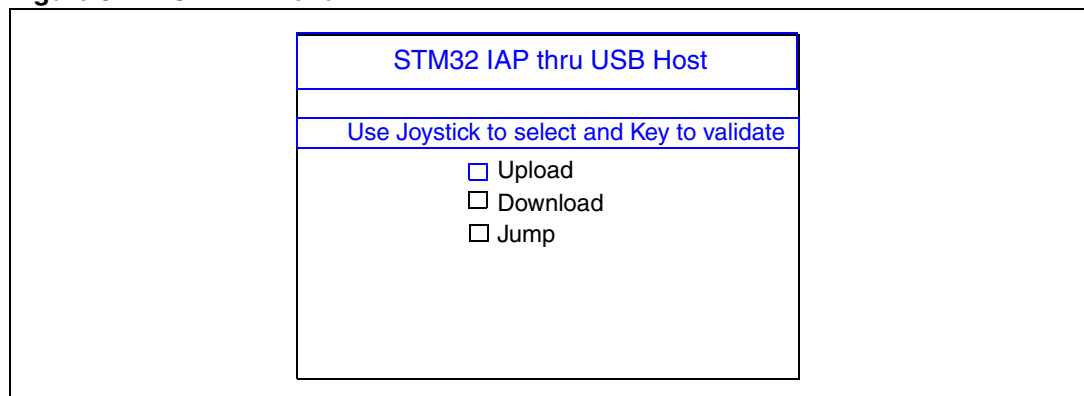 STM32 IAP thru USB Host
Use Joystick to select and Key to validate
Upload
Download
Jump